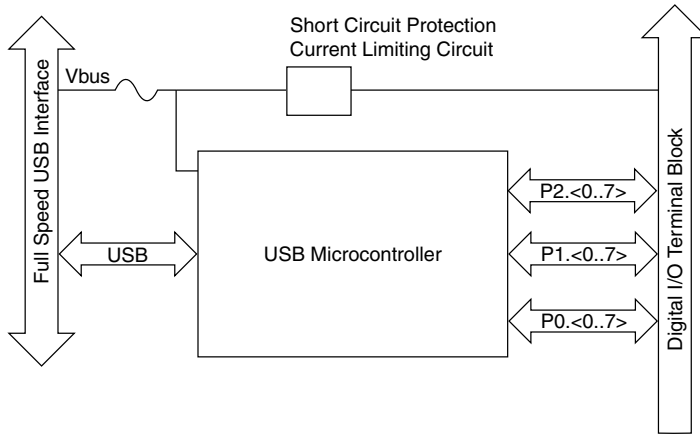 Short Circuit Protection
Current Limiting Circuit
Vbus
Full Speed USB Interface
USB
USB Microcontroller
P2.<0..7>
P1.<0..7>
P0.<0..7>
Digital I/O Terminal Block